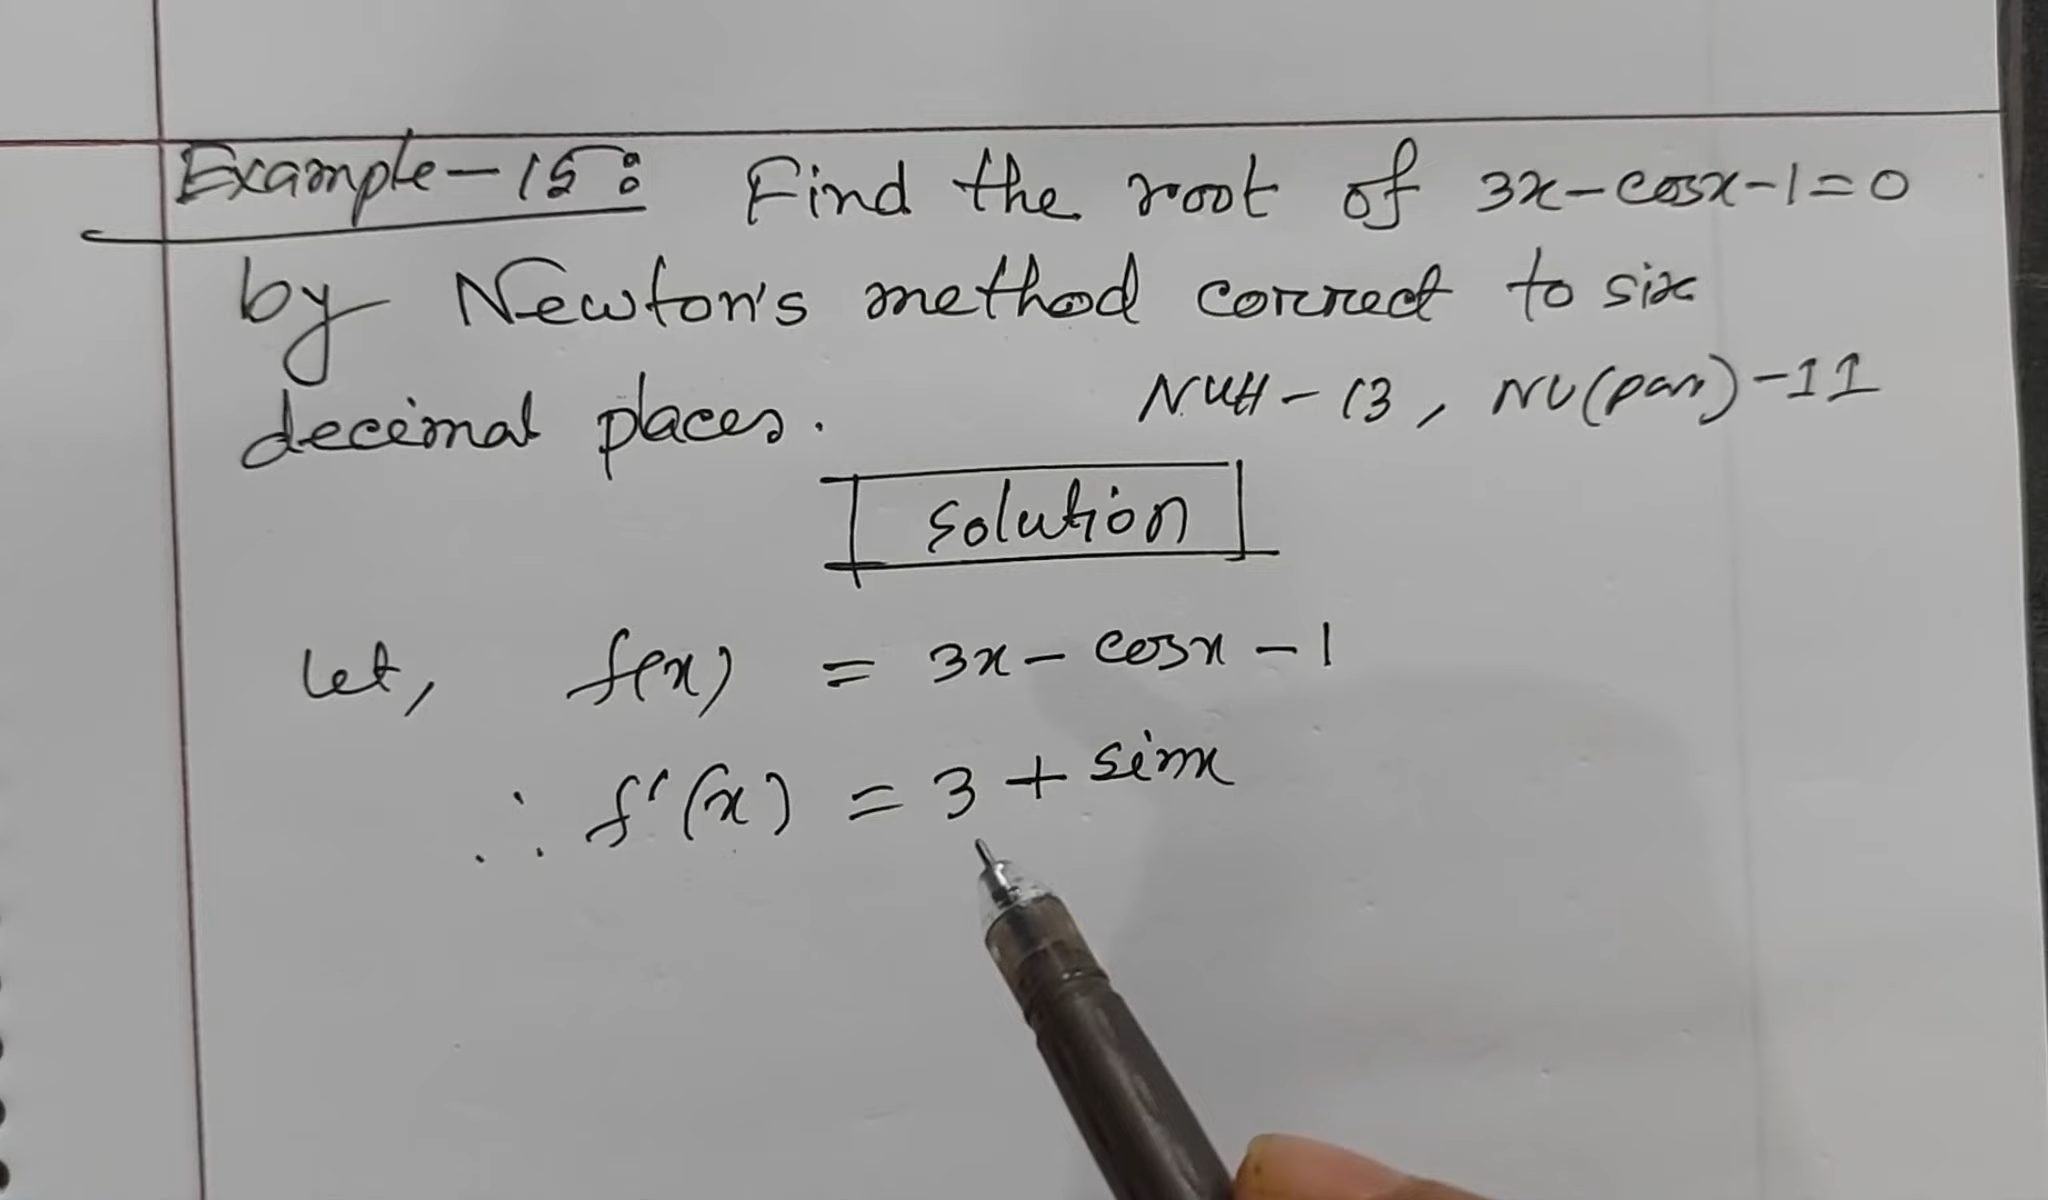 Example-15: Find the root of 3x-cosx-1=0
by Newton's method correct to six
decimal places. NUH-13, NU(pas)-11
Solution
Let, f(x) = 3x - cosx - 1
∴ f'(x) = 3 + sinx